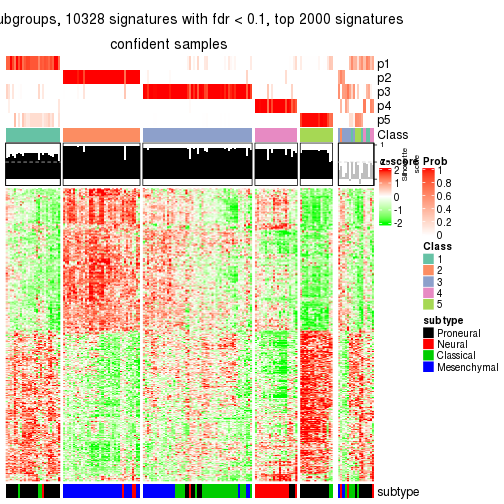 ubgroups, 10328 signatures with fdr < 0.1, top 2000 signatures
confident samples
p1
p2
p3
p4
p5
Class
1
Silhouette
score
z-score
2
1
0
-1
-2
Prob
1
0.8
0.6
0.4
0.2
0
Class
1
2
3
4
5
subtype
Proneural
Neural
Classical
Mesenchymal
subtype